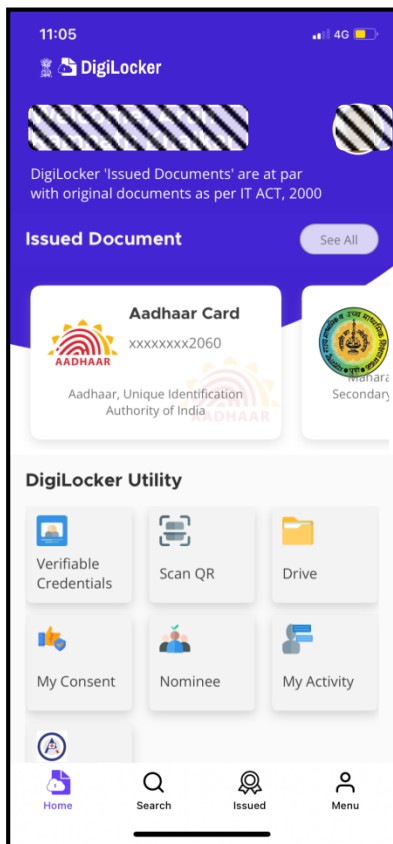 11:05
4G
DigiLocker
DigiLocker 'Issued Documents' are at par
with original documents as per IT ACT, 2000
Issued Document
See All
Aadhaar Card
xxxxxxxx2060
AADHAAR
Aadhaar, Unique Identification
Authority of India
AADHAAR
Mahara
Secondary
DigiLocker Utility
Verifiable
Credentials
Scan QR
Drive
My Consent
Nominee
My Activity
Home
Search
Issued
Menu